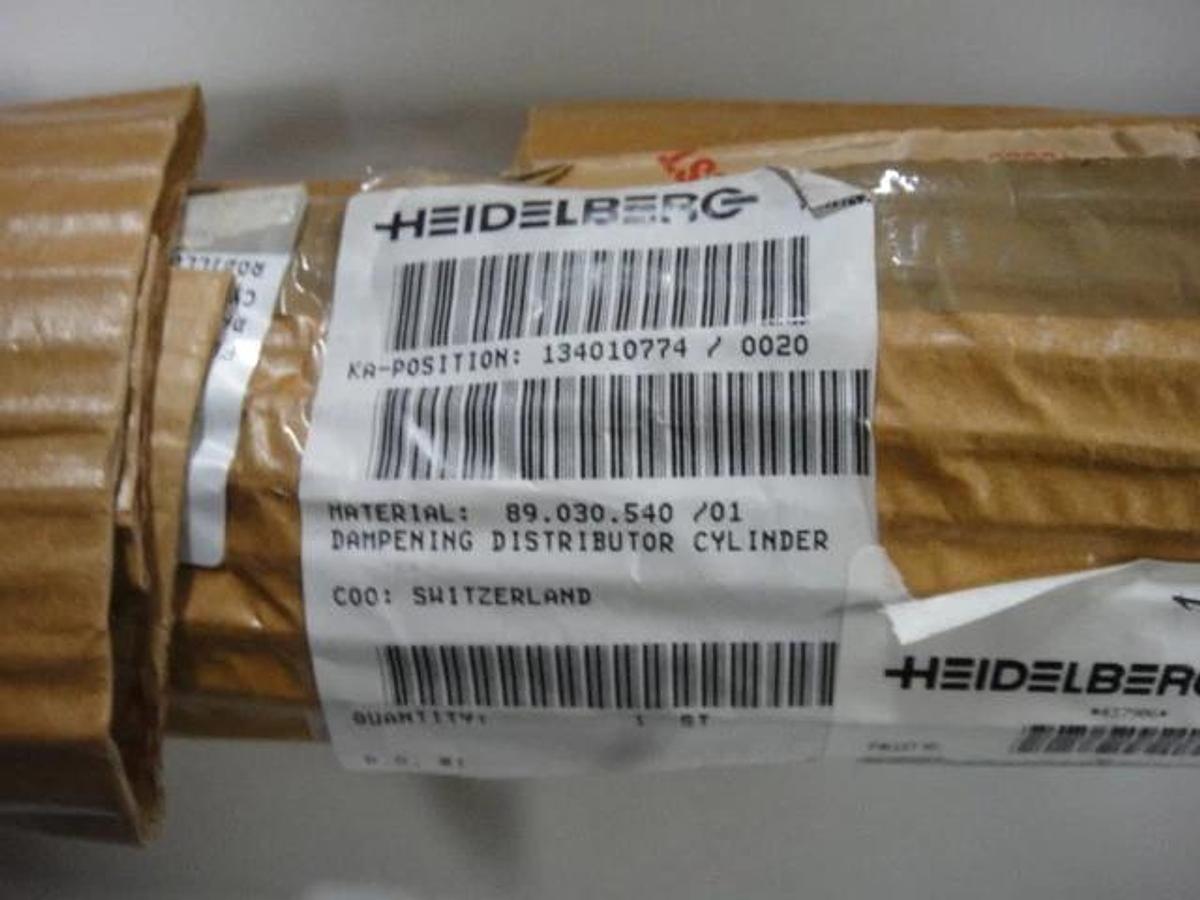 HEIDELBERG
KA-POSITION: 134010774 / 0020
MATERIAL: 89.030.540 /01
DAMPENING DISTRIBUTOR CYLINDER
COO: SWITZERLAND
QUANTITY: 1 ST
HEIDELBERG